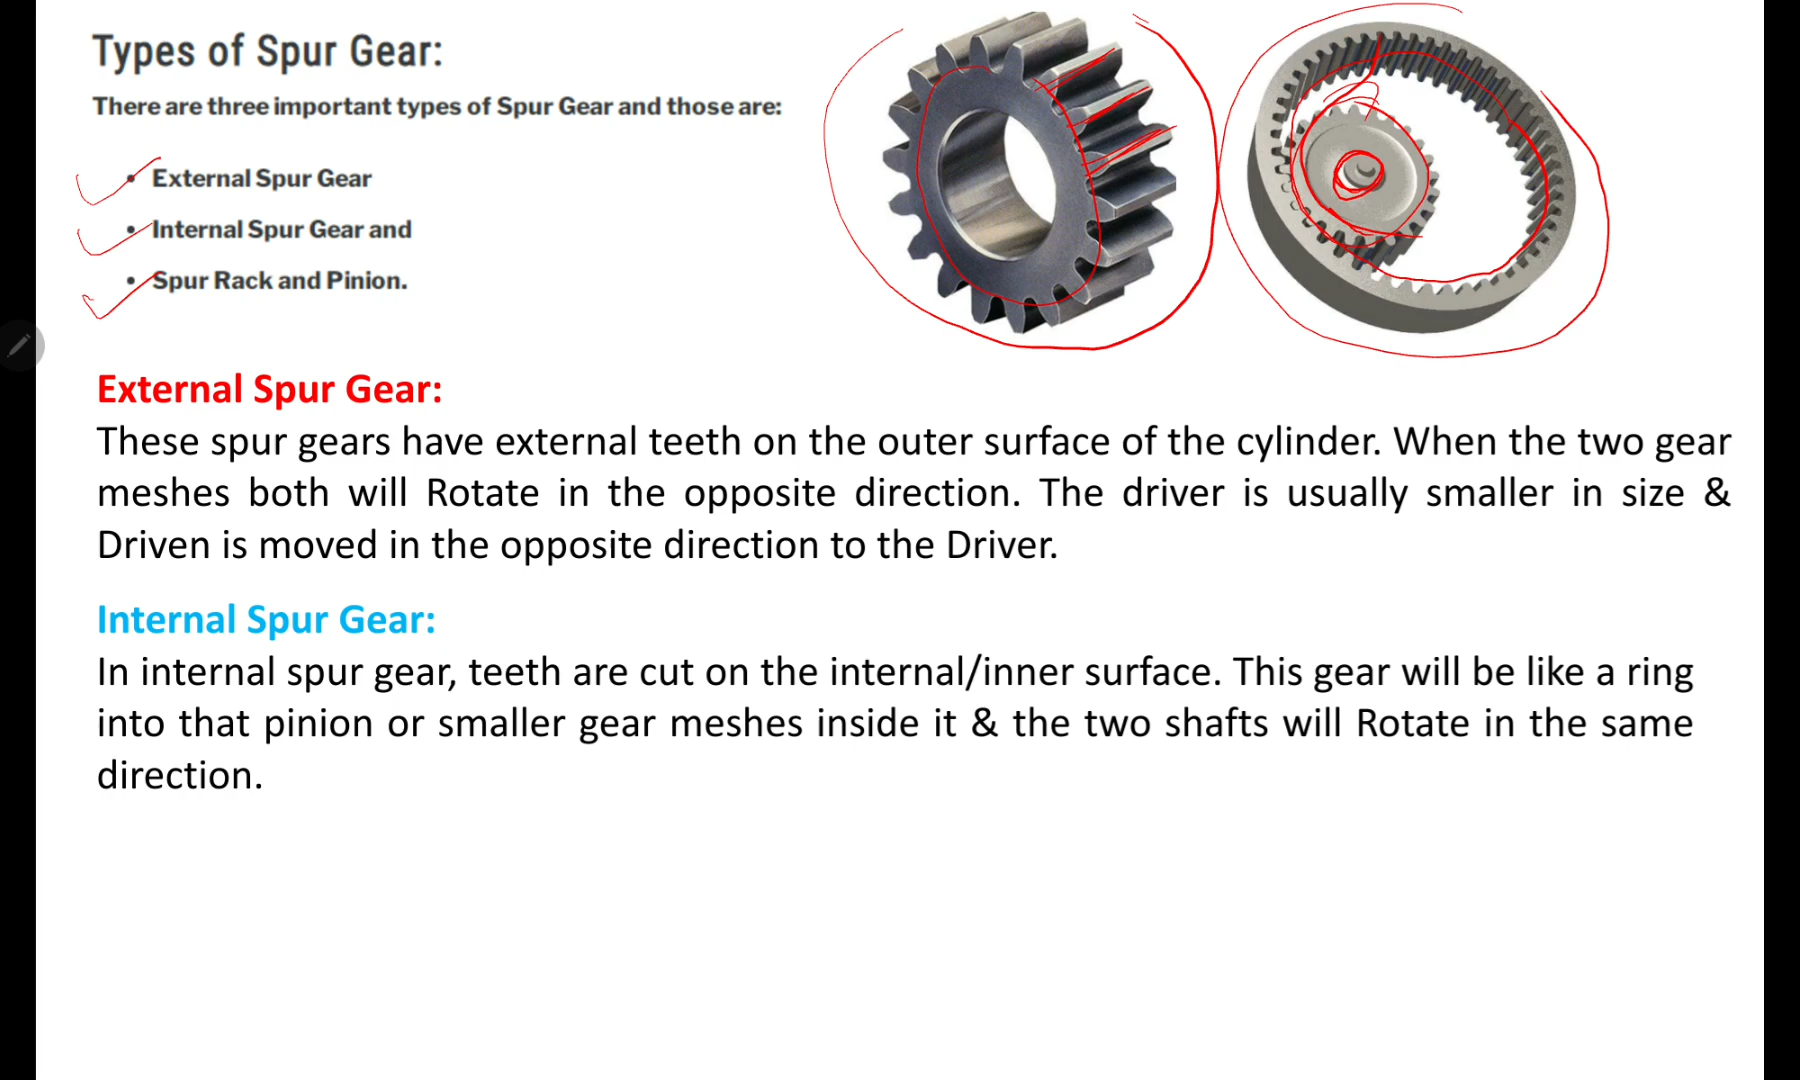 Types of Spur Gear:
There are three important types of Spur Gear and those are:
• External Spur Gear
• Internal Spur Gear and
• Spur Rack and Pinion.
External Spur Gear:
These spur gears have external teeth on the outer surface of the cylinder. When the two gear
meshes both will Rotate in the opposite direction. The driver is usually smaller in size &
Driven is moved in the opposite direction to the Driver.
Internal Spur Gear:
In internal spur gear, teeth are cut on the internal/inner surface. This gear will be like a ring
into that pinion or smaller gear meshes inside it & the two shafts will Rotate in the same
direction.